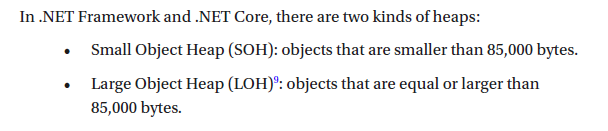 In .NET Framework and .NET Core, there are two kinds of heaps:
• Small Object Heap (SOH): objects that are smaller than 85,000 bytes.
• Large Object Heap (LOH)⁹: objects that are equal or larger than
85,000 bytes.